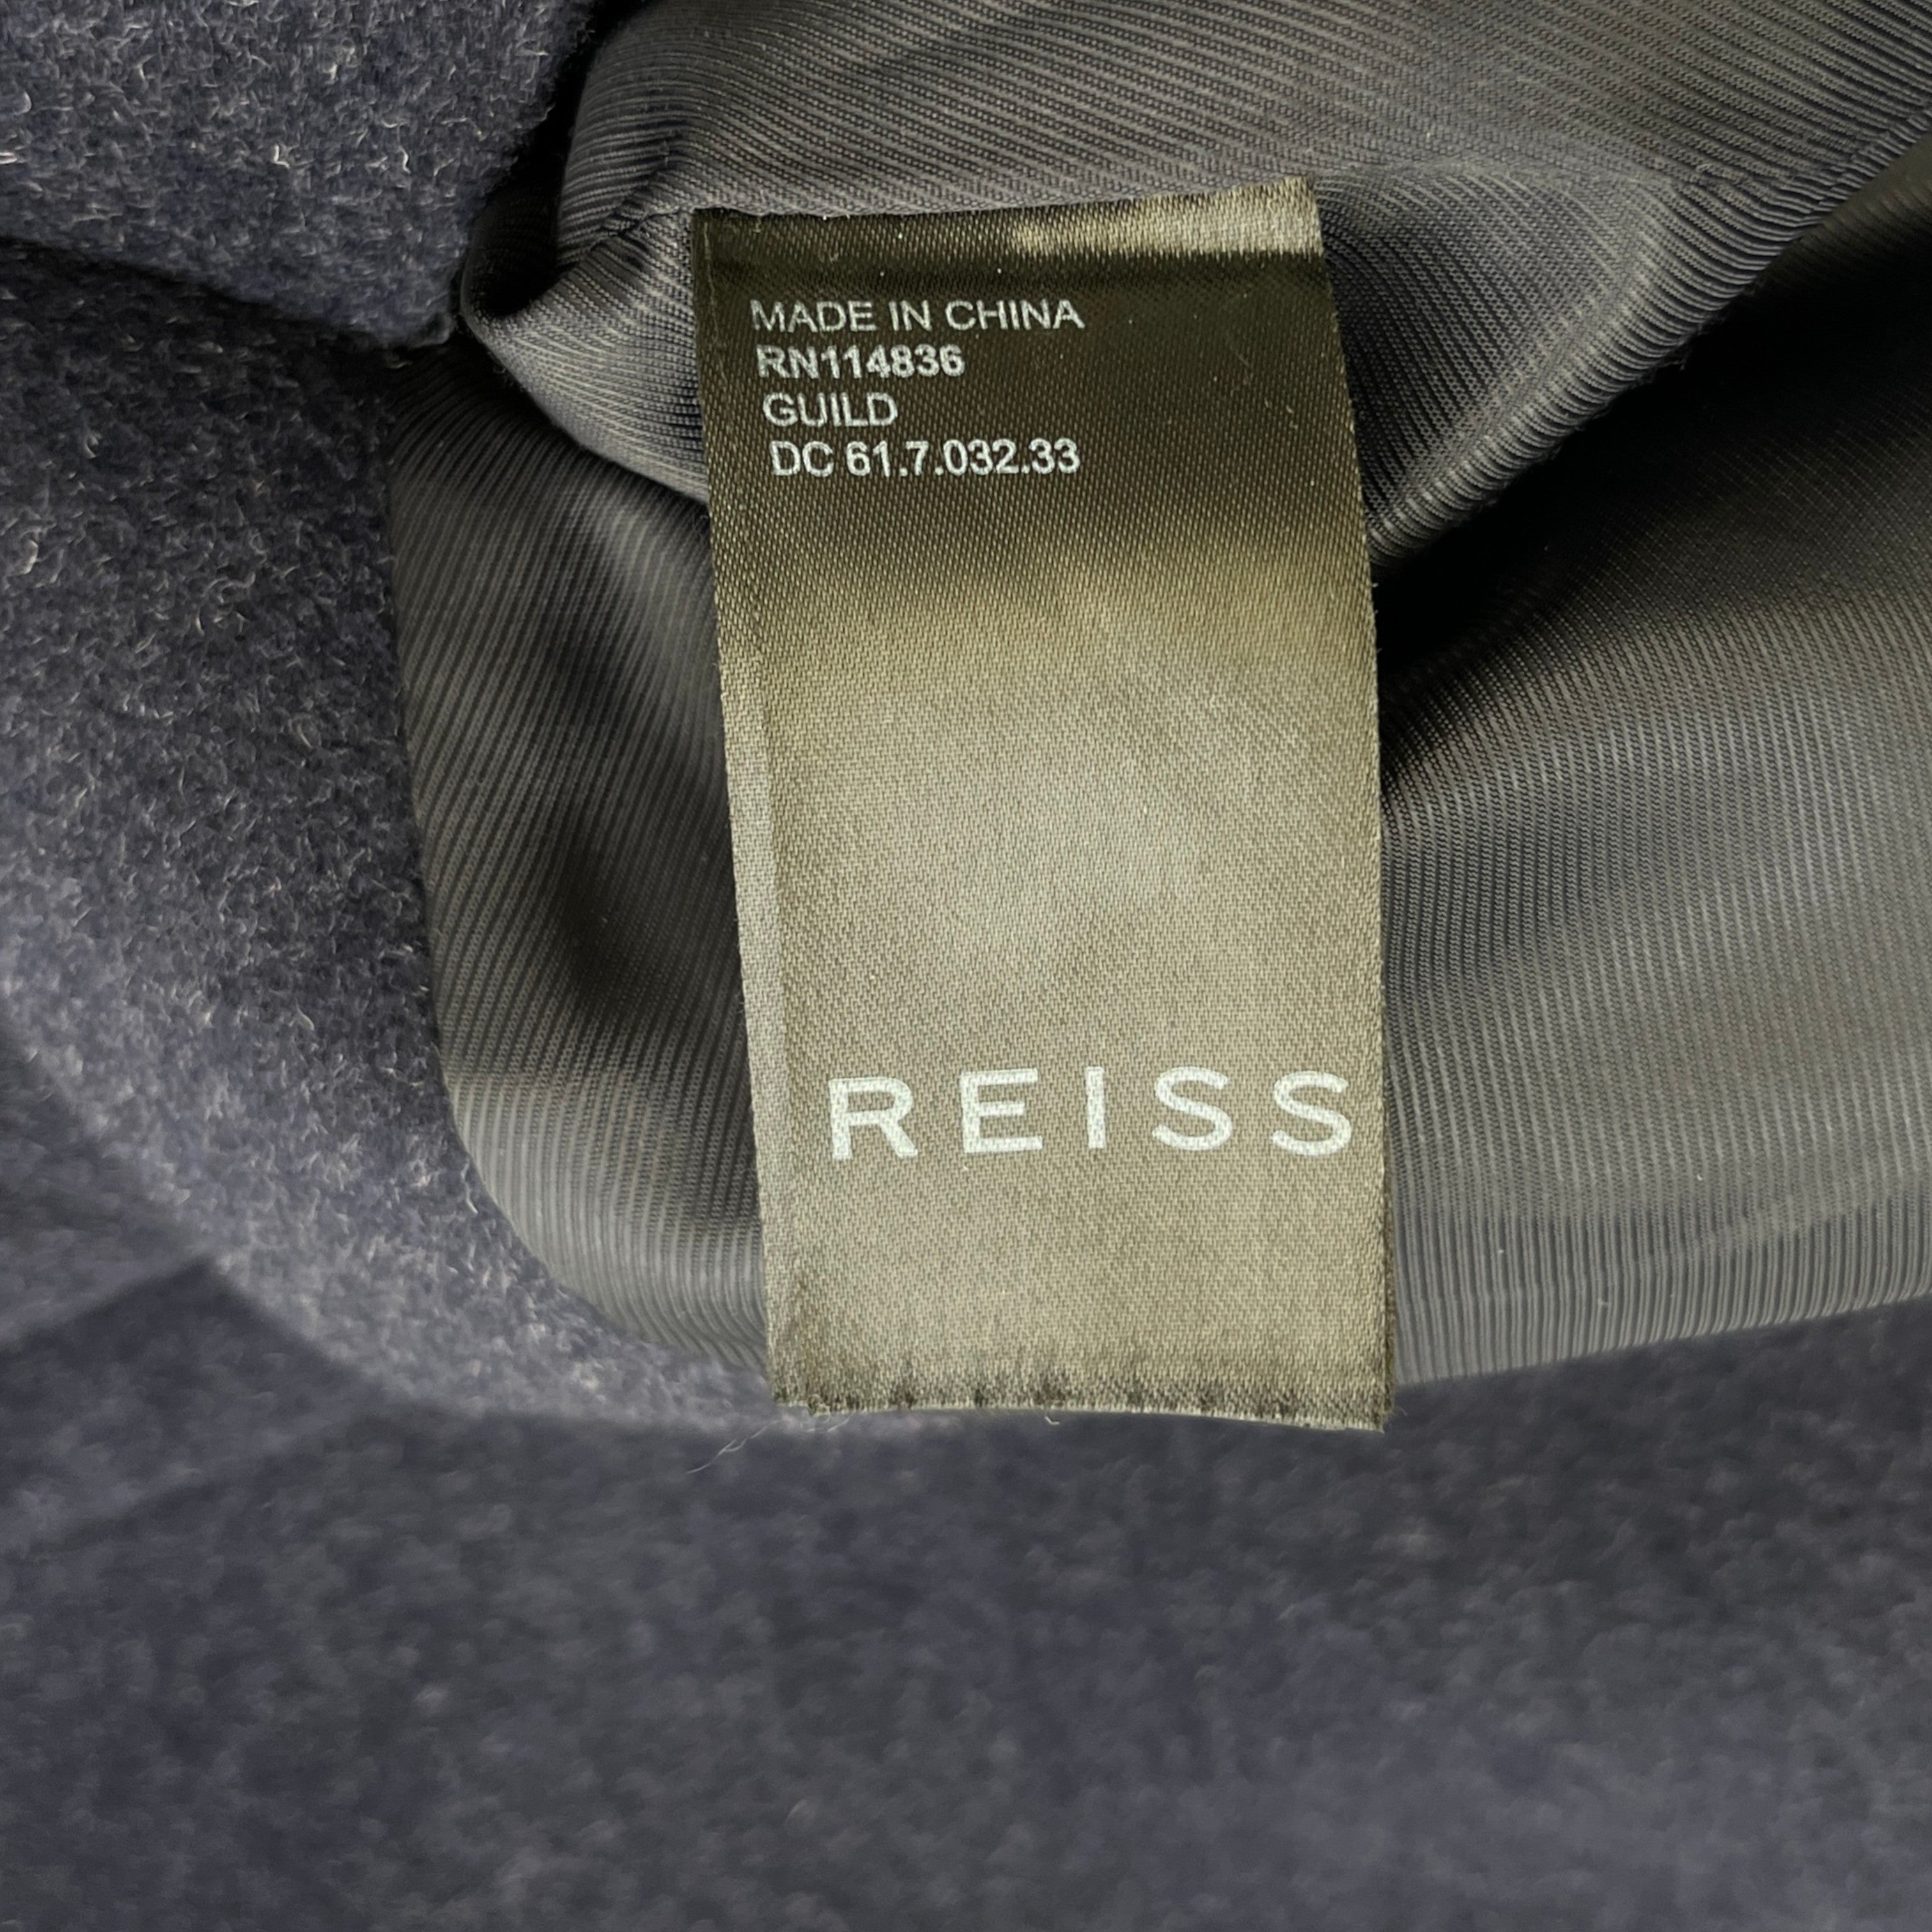 MADE IN CHINA
RN114836
GUILD
DC 61.7.032.33
REISS